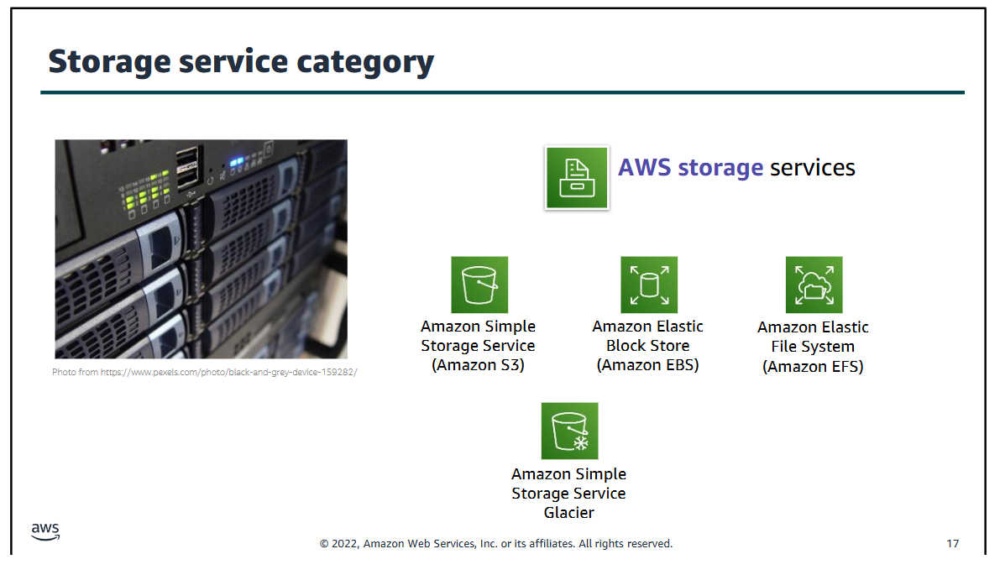 Storage service category
AWS storage services
Amazon Simple
Storage Service
(Amazon S3)
Amazon Elastic
Block Store
(Amazon EBS)
Amazon Elastic
File System
(Amazon EFS)
Photo from https://www.pexels.com/photo/black-and-grey-device-159282/
Amazon Simple
Storage Service
Glacier
aws
© 2022, Amazon Web Services, Inc. or its affiliates. All rights reserved.
17